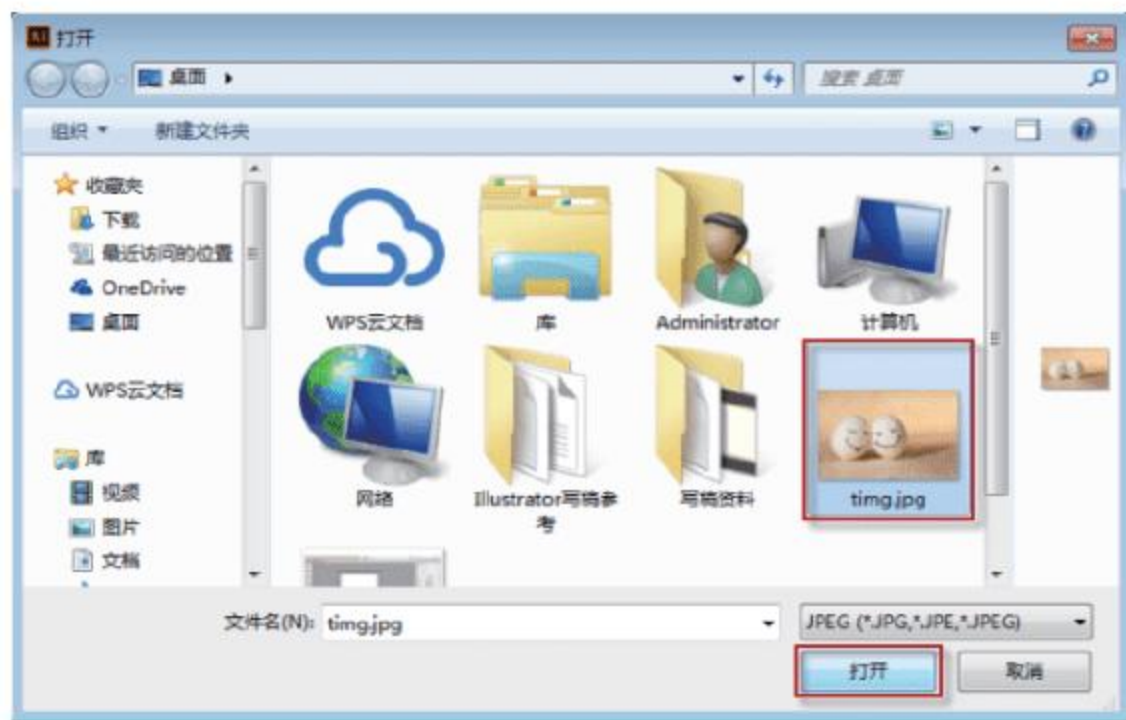 Ai 打开
桌面
搜索 桌面
组织 新建文件夹
收藏夹
下载
最近访问的位置
OneDrive
桌面
WPS云文档
库
视频
图片
文档
WPS云文档 库 Administrator 计算机
网络 Illustrator写稿参考 写稿资料 timg.jpg
文件名(N): timg.jpg JPEG (*.JPG,*.JPE,*.JPEG)
打开 取消